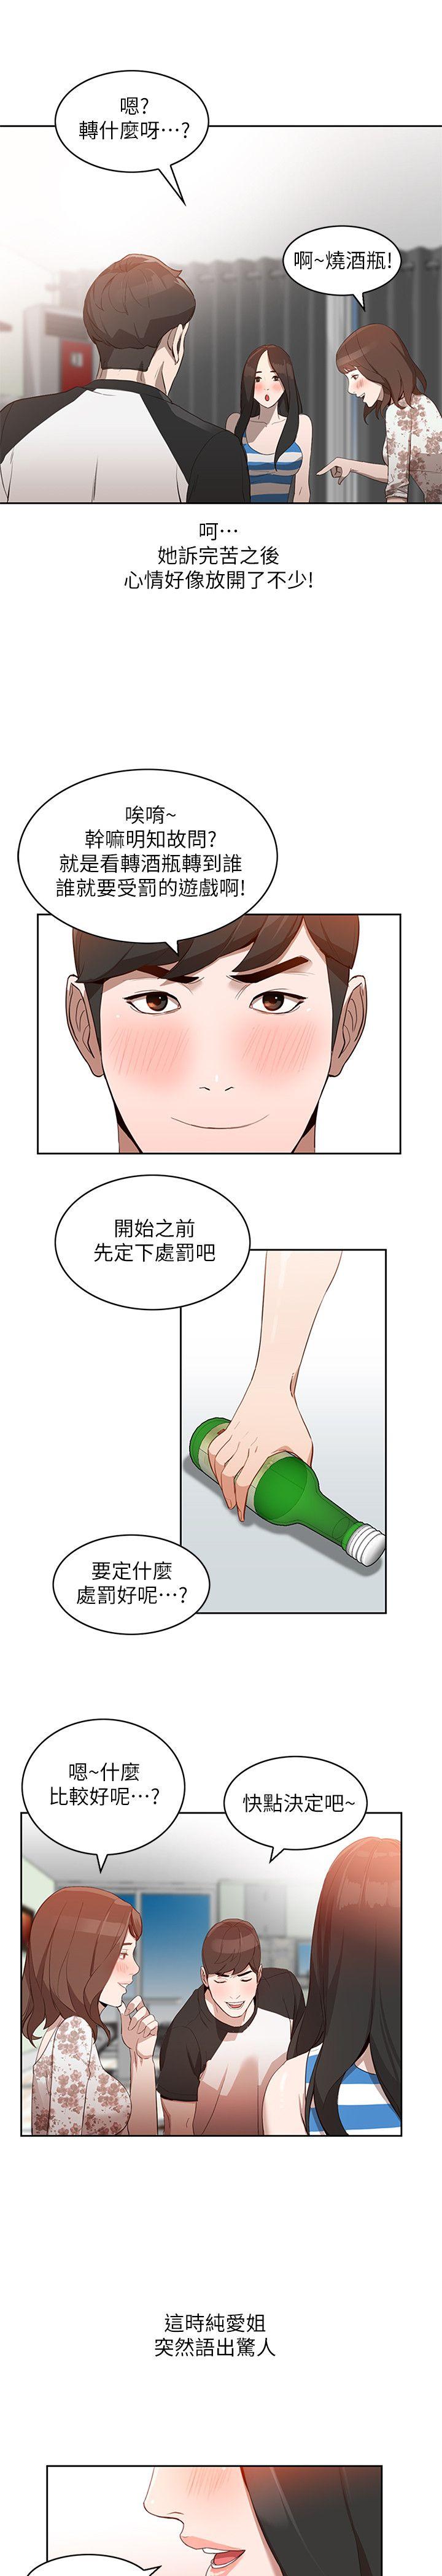 嗯?
轉什麼呀⋯?
啊~燒酒瓶!
呵⋯
她訴完苦之後
心情好像放開了不少!
唉唷~
幹嘛明知故問?
就是看轉酒瓶轉到誰
誰就要受罰的遊戲啊!
開始之前
先定下處罰吧
要定什麼
處罰好呢⋯?
嗯~什麼
比較好呢⋯?
快點決定吧~
這時純愛姐
突然語出驚人